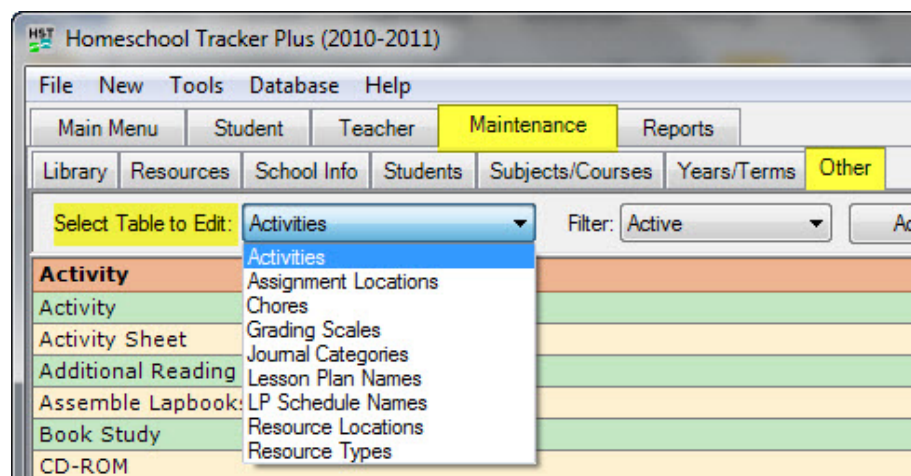 HST Homeschool Tracker Plus (2010-2011)
File New Tools Database Help
Main Menu Student Teacher Maintenance Reports
Library Resources School Info Students Subjects/Courses Years/Terms Other
Select Table to Edit: Activities Filter: Active
Activities
Assignment Locations
Chores
Grading Scales
Journal Categories
Lesson Plan Names
LP Schedule Names
Resource Locations
Resource Types
Activity
Activity
Activity Sheet
Additional Reading
Assemble Lapbook
Book Study
CD-ROM